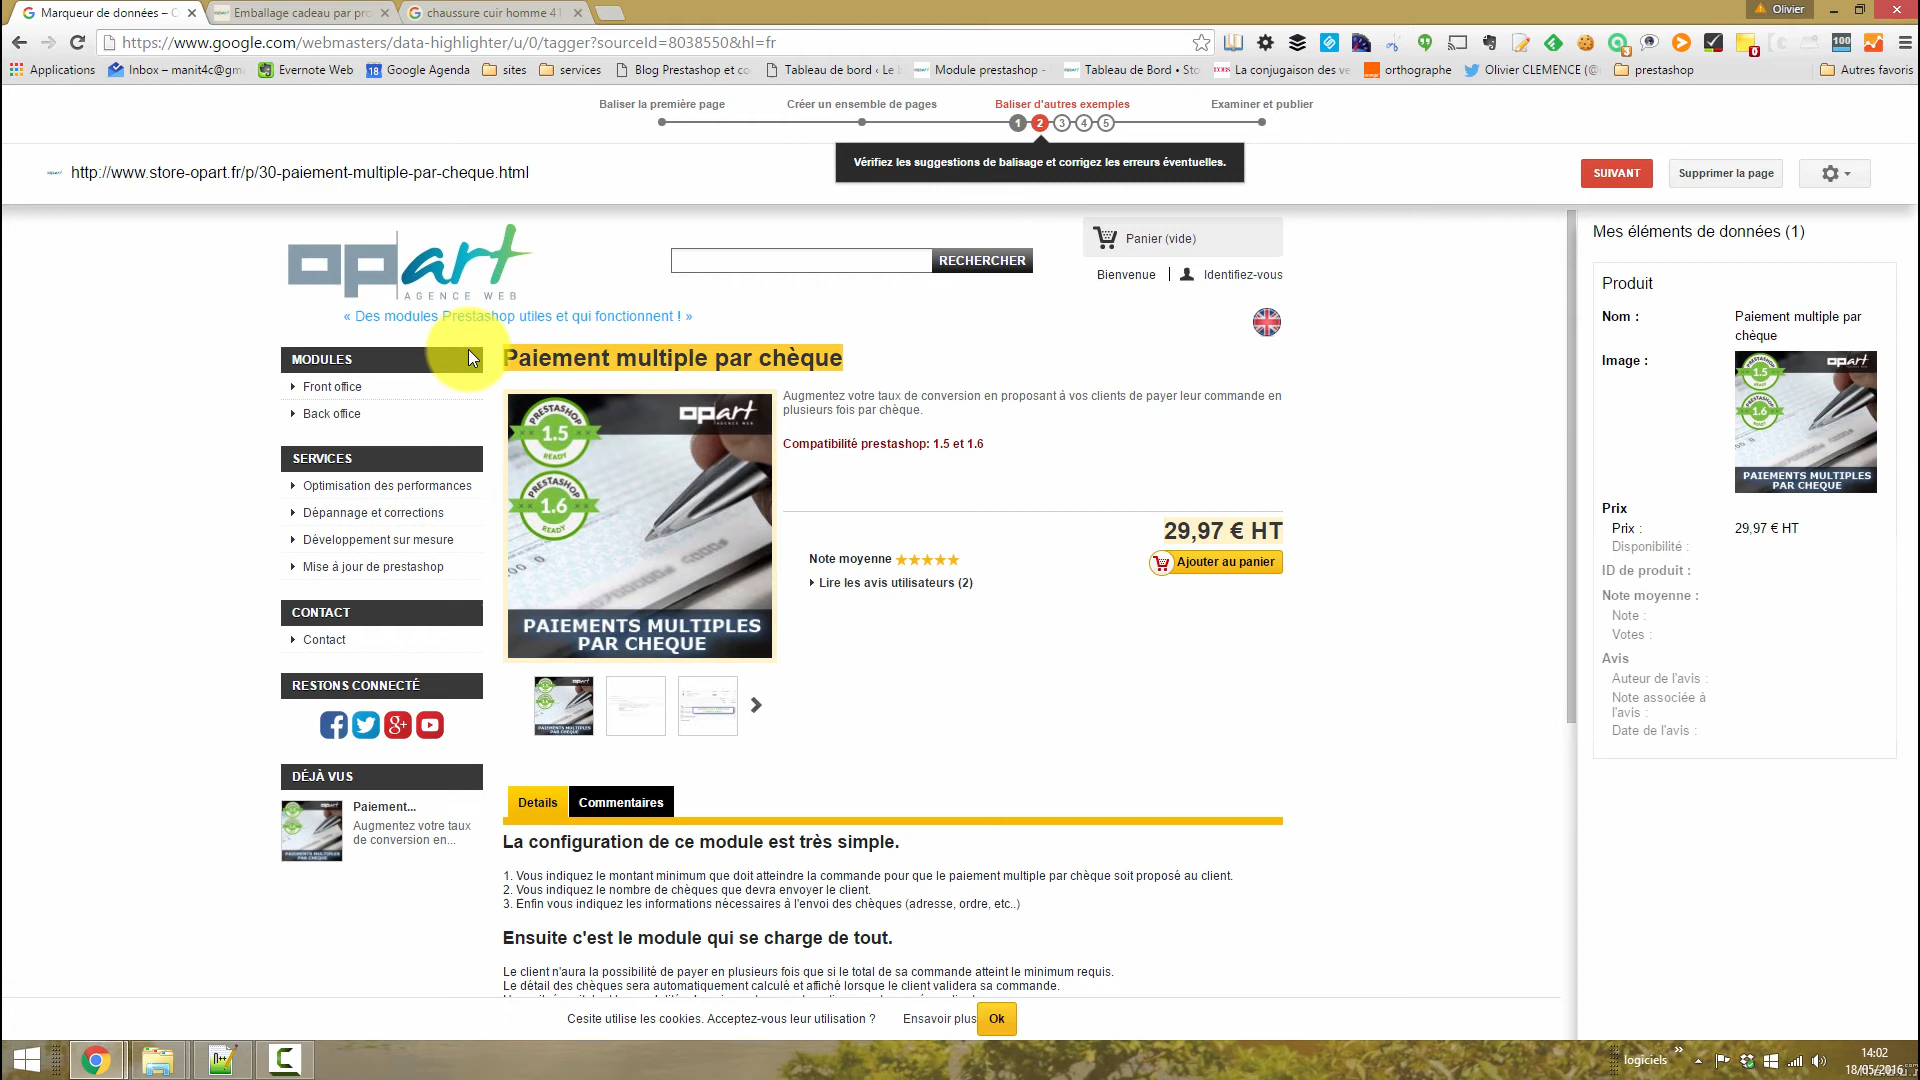 Marqueur de données – C
Emballage cadeau par pro
chaussure cuir homme 41
Olivier
https://www.google.com/webmasters/data-highlighter/u/0/tagger?sourceId=8038550&hl=fr
Applications
Inbox – manit4c@gm
Evernote Web
18
Google Agenda
sites
services
Blog Prestashop et co
Tableau de bord ‹ Le b
Module prestashop -
Tableau de Bord • Sto
La conjugaison des ve
orthographe
Olivier CLEMENCE (@
prestashop
Autres favoris
Baliser la première page
Créer un ensemble de pages
Baliser d'autres exemples
Examiner et publier
1 2 3 4 5
Vérifiez les suggestions de balisage et corrigez les erreurs éventuelles.
http://www.store-opart.fr/p/30-paiement-multiple-par-cheque.html
SUIVANT
Supprimer la page
opart
AGENCE WEB
« Des modules Prestashop utiles et qui fonctionnent ! »
RECHERCHER
Panier (vide)
Bienvenue
Identifiez-vous
MODULES
Front office
Back office
SERVICES
Optimisation des performances
Dépannage et corrections
Développement sur mesure
Mise à jour de prestashop
CONTACT
Contact
RESTONS CONNECTÉ
DÉJÀ VUS
Paiement...
Augmentez votre taux
de conversion en...
Paiement multiple par chèque
PRESTASHOP
1.5
READY
PRESTASHOP
1.6
READY
opart
AGENCE WEB
PAIEMENTS MULTIPLES
PAR CHEQUE
Augmentez votre taux de conversion en proposant à vos clients de payer leur commande en
plusieurs fois par chèque.
Compatibilité prestashop: 1.5 et 1.6
29,97 € HT
Note moyenne
Lire les avis utilisateurs (2)
Ajouter au panier
Details
Commentaires
La configuration de ce module est très simple.
1. Vous indiquez le montant minimum que doit atteindre la commande pour que le paiement multiple par chèque soit proposé au client.
2. Vous indiquez le nombre de chèques que devra envoyer le client.
3. Enfin vous indiquez les informations nécessaires à l'envoi des chèques (adresse, ordre, etc..)
Ensuite c'est le module qui se charge de tout.
Le client n'aura la possibilité de payer en plusieurs fois que si le total de sa commande atteint le minimum requis.
Le détail des chèques sera automatiquement calculé et affiché lorsque le client validera sa commande.
Cesite utilise les cookies. Acceptez-vous leur utilisation ?
Ensavoir plus
Ok
Mes éléments de données (1)
Produit
Nom :
Paiement multiple par
chèque
Image :
1.5
1.6
opart
PAIEMENTS MULTIPLES
PAR CHEQUE
Prix
Prix :
29,97 € HT
Disponibilité :
ID de produit :
Note moyenne :
Note :
Votes :
Avis
Auteur de l'avis :
Note associée à
l'avis :
Date de l'avis :
logiciels
14:02
18/05/2016